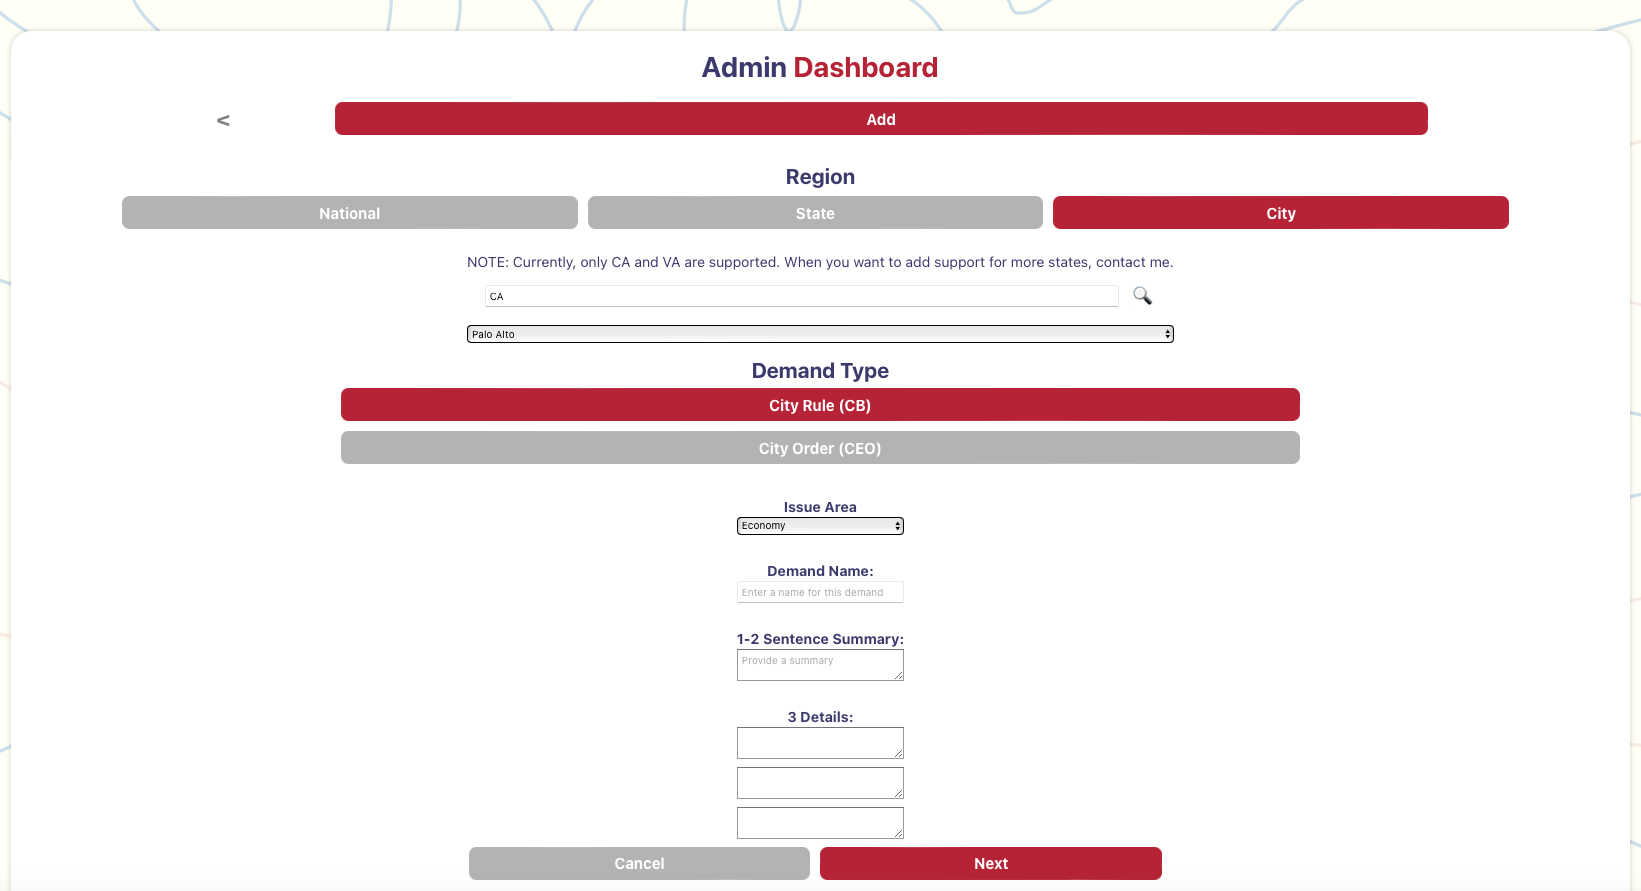 Admin Dashboard
<
Add
Region
National
State
City
NOTE: Currently, only CA and VA are supported. When you want to add support for more states, contact me.
CA
Palo Alto
Demand Type
City Rule (CB)
City Order (CEO)
Issue Area
Economy
Demand Name:
Enter a name for this demand
1-2 Sentence Summary:
Provide a summary
3 Details:
Cancel
Next